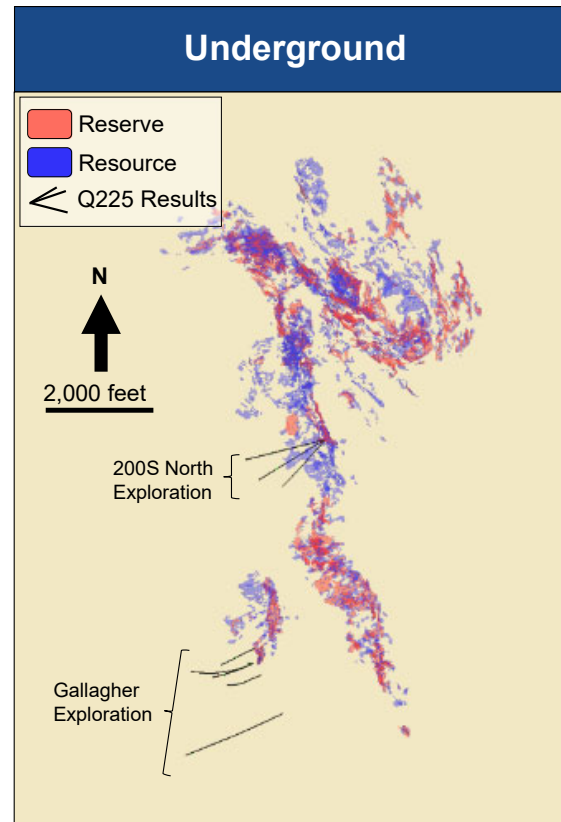 Underground
Reserve
Resource
Q225 Results
N
2,000 feet
200S North
Exploration
Gallagher
Exploration